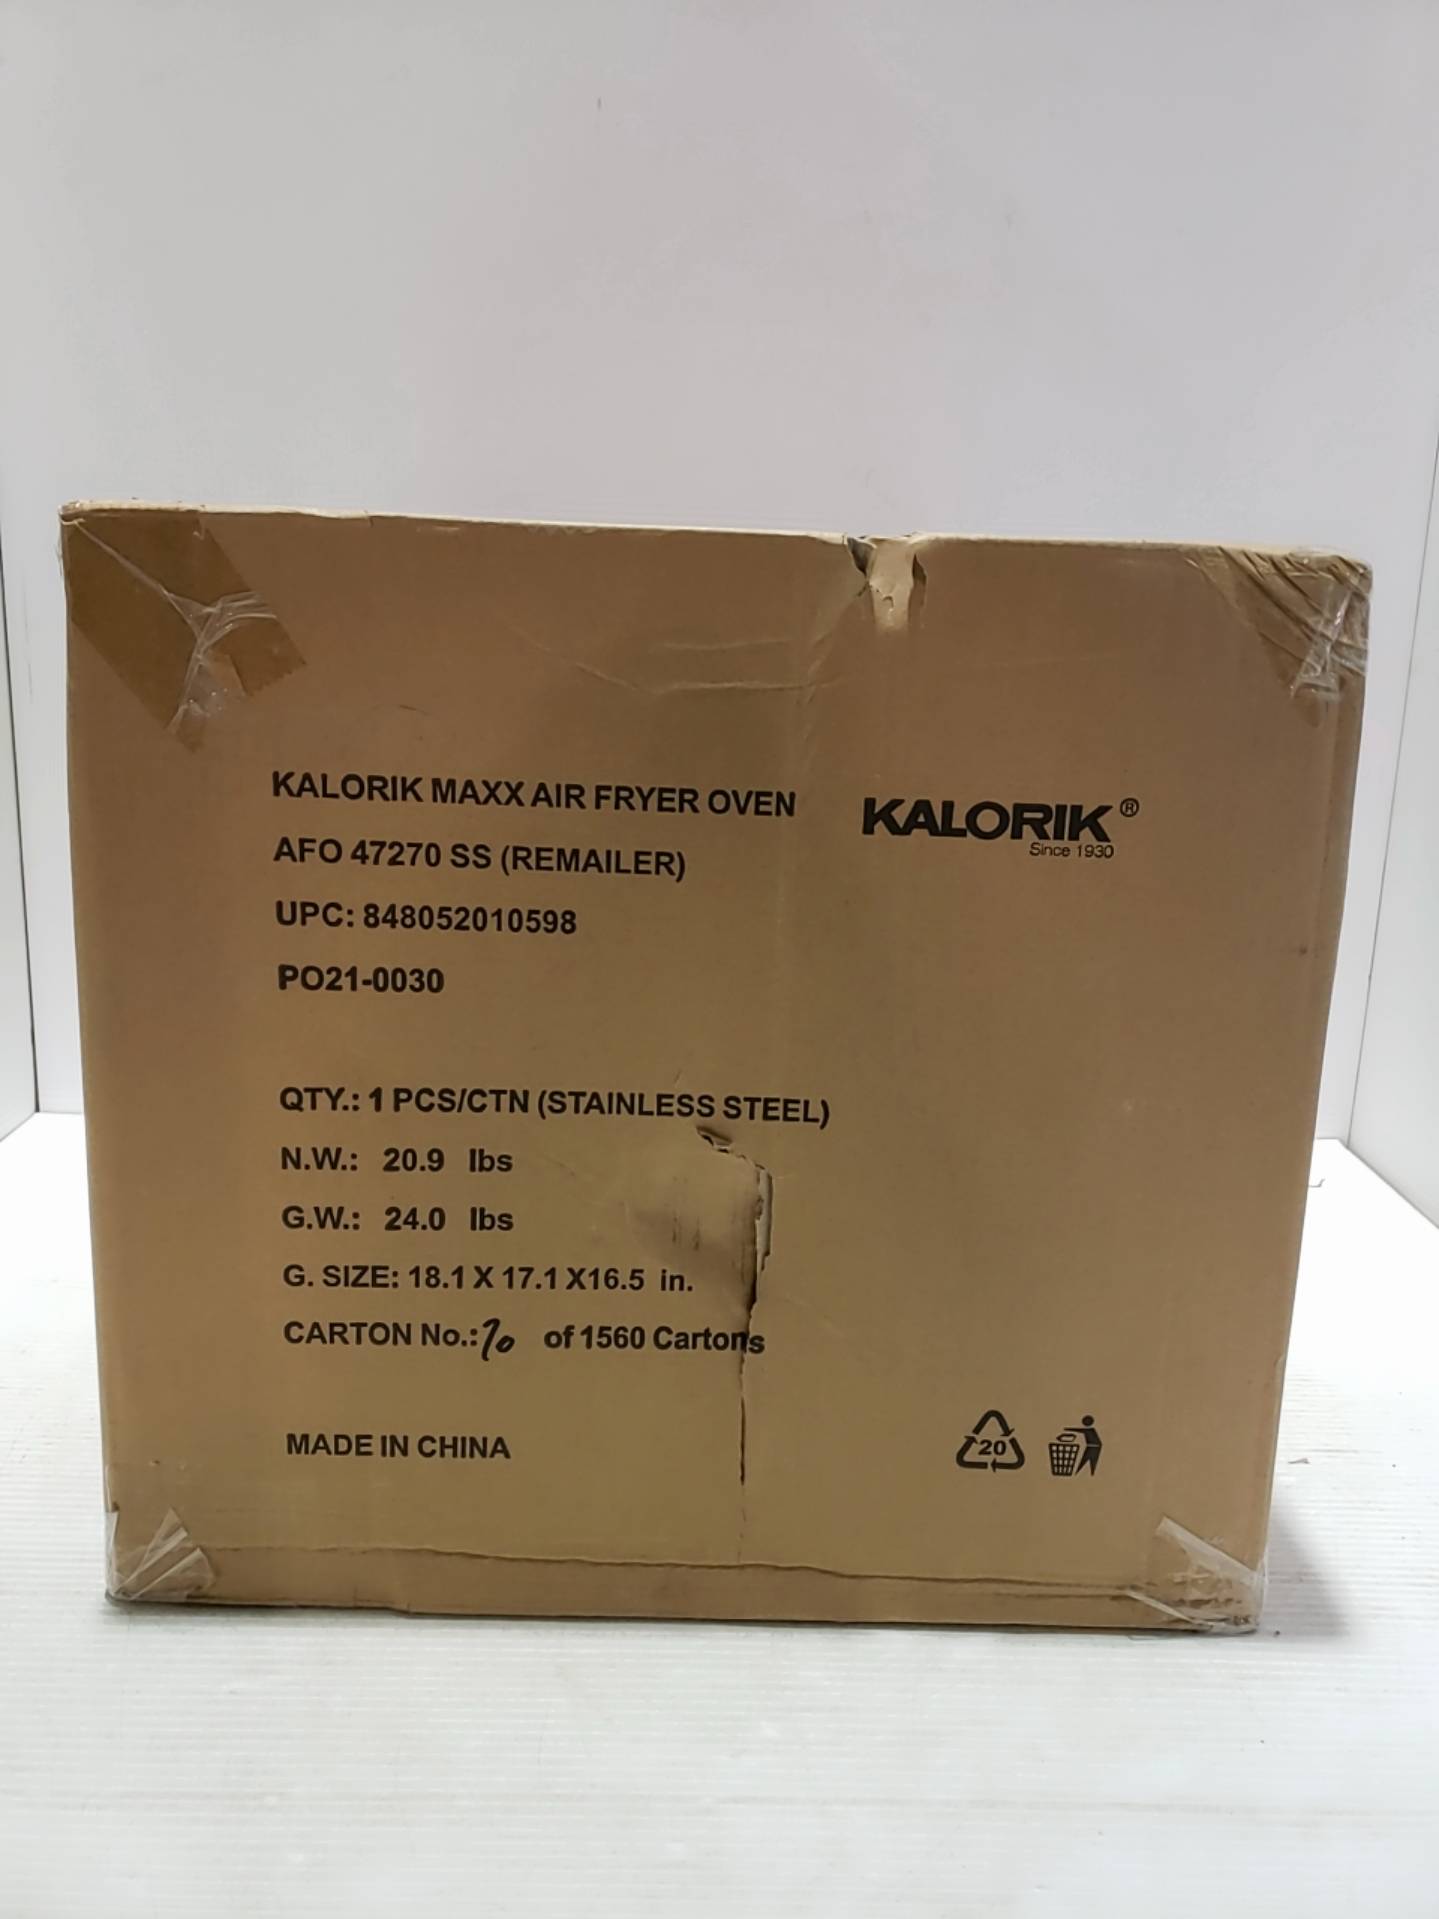 KALORIK MAXX AIR FRYER OVEN
AFO 47270 SS (REMAILER)
UPC: 848052010598
PO21-0030
KALORIK®
Since 1930
QTY.: 1 PCS/CTN (STAINLESS STEEL)
N.W.: 20.9 lbs
G.W.: 24.0 lbs
G. SIZE: 18.1 X 17.1 X16.5 in.
CARTON No.: 70 of 1560 Cartons
MADE IN CHINA
20